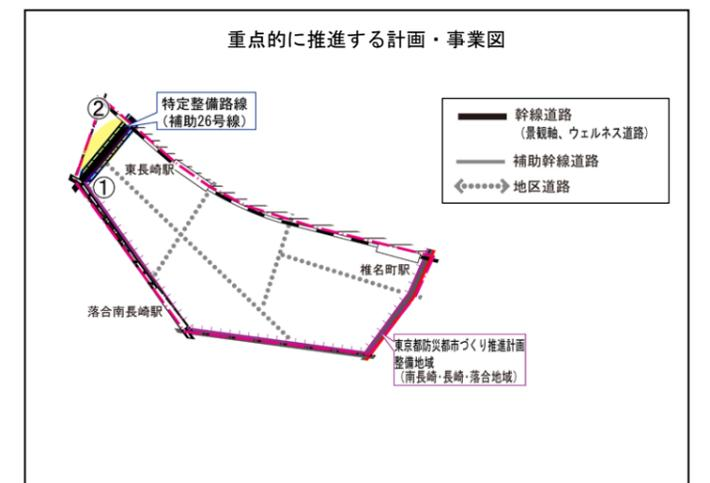 重点的に推進する計画・事業図
②
特定整備路線
(補助26号線)
東長崎駅
①
幹線道路
(景観軸、ウェルネス道路)
補助幹線道路
地区道路
椎名町駅
落合南長崎駅
東京都防災都市づくり推進計画
整備地域
(南長崎・長崎・落合地域)